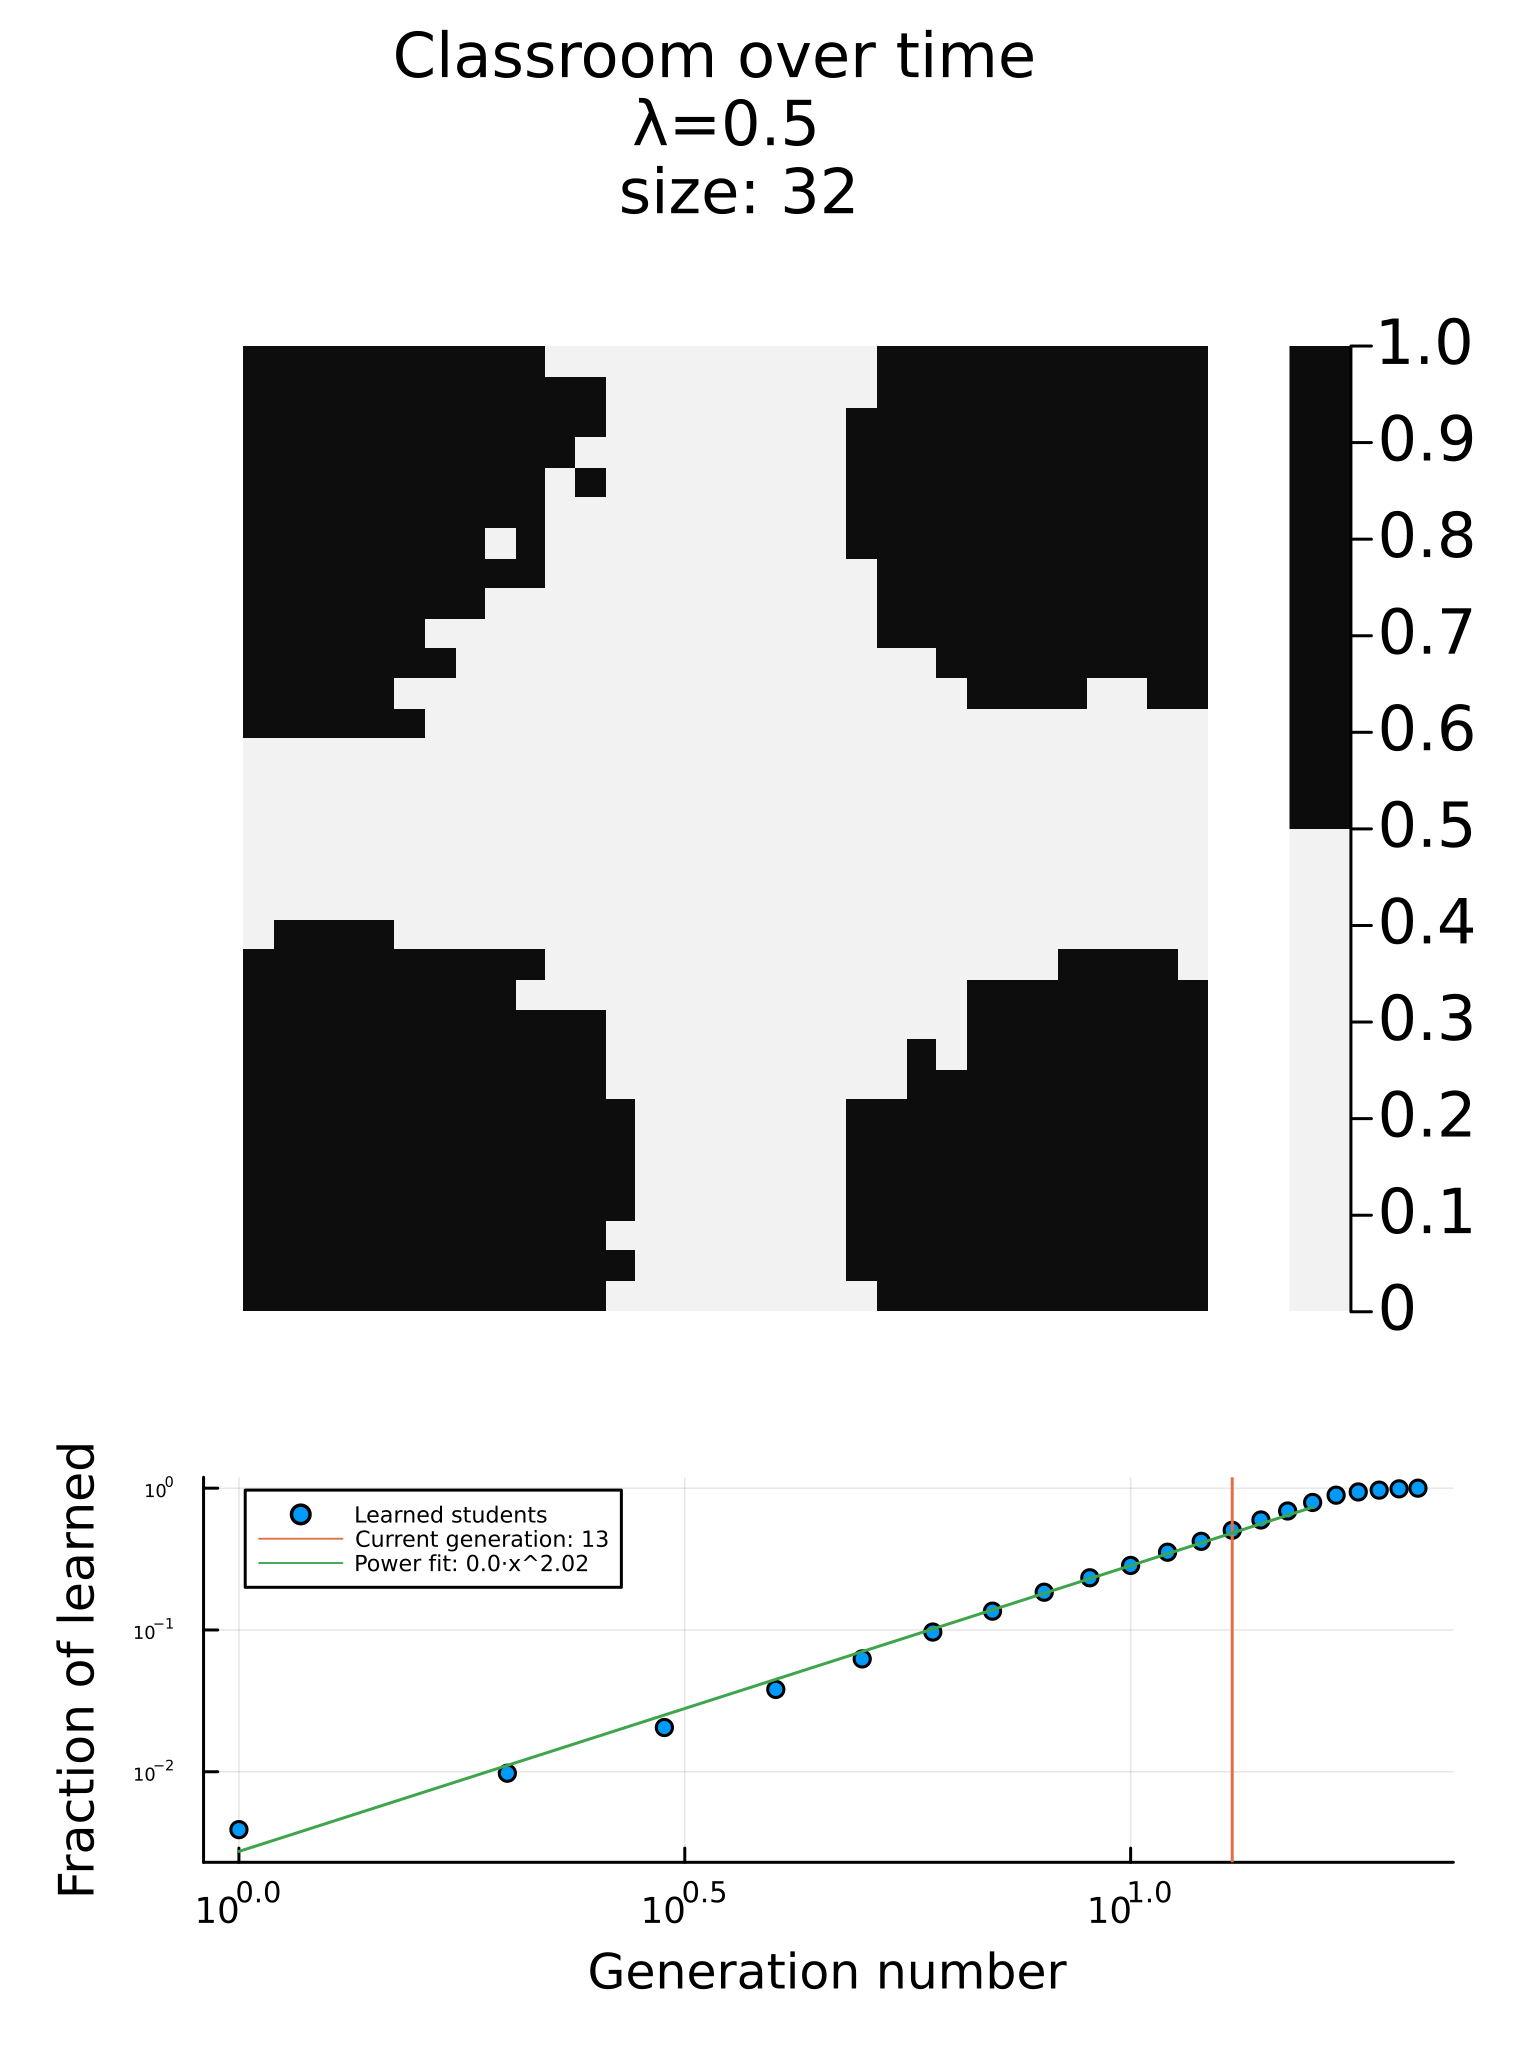 Classroom over time
λ=0.5
size: 32
1.0
0.9
0.8
0.7
0.6
0.5
0.4
0.3
0.2
0.1
0
Fraction of learned
10^0
10^-1
10^-2
Learned students
Current generation: 13
Power fit: 0.0·x^2.02
10^0.0
10^0.5
10^1.0
Generation number